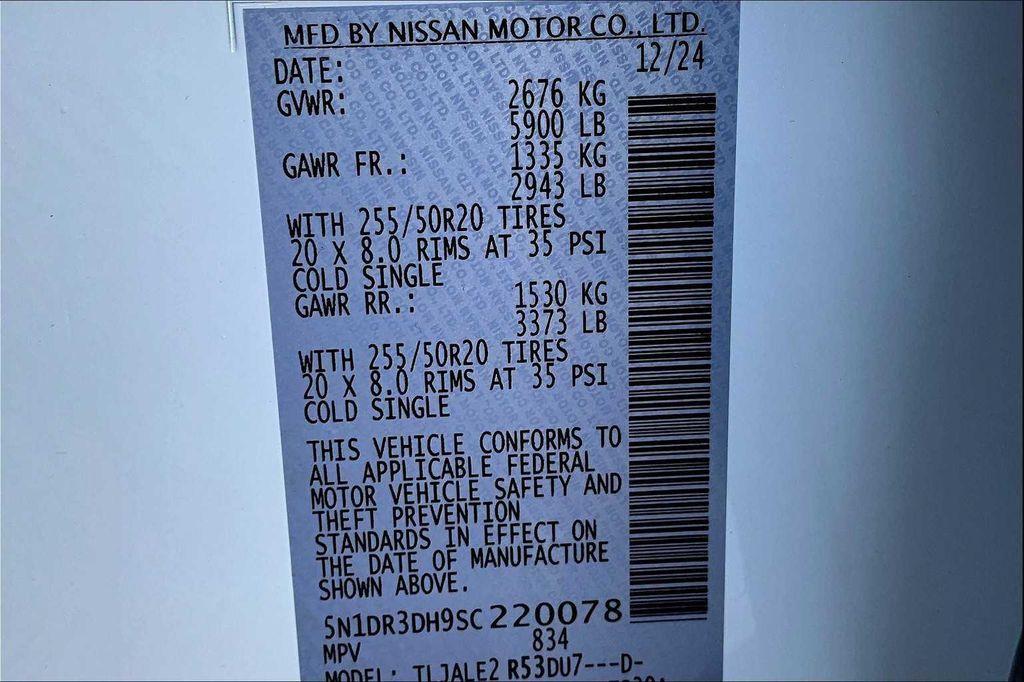 MFD BY NISSAN MOTOR CO., LTD.
DATE: 12/24
GVWR: 2676 KG
5900 LB
GAWR FR.: 1335 KG
2943 LB
WITH 255/50R20 TIRES
20 X 8.0 RIMS AT 35 PSI
COLD SINGLE
GAWR RR.: 1530 KG
3373 LB
WITH 255/50R20 TIRES
20 X 8.0 RIMS AT 35 PSI
COLD SINGLE
THIS VEHICLE CONFORMS TO
ALL APPLICABLE FEDERAL
MOTOR VEHICLE SAFETY AND
THEFT PREVENTION
STANDARDS IN EFFECT ON
THE DATE OF MANUFACTURE
SHOWN ABOVE.
5N1DR3DH9SC220078
MPV 834
MODEL: TLJALE2 R53DU7---D-